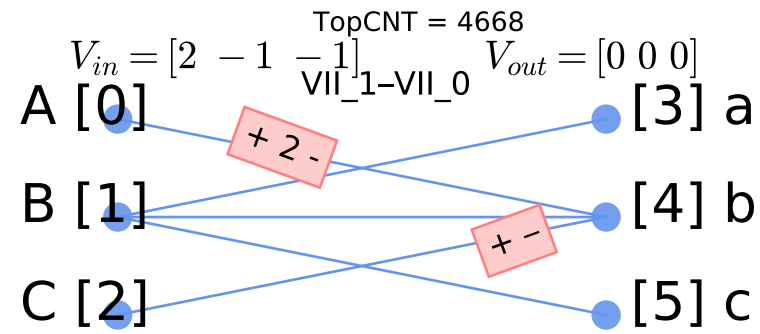 TopCNT = 4668
V_in = [2 −1 −1]
V_out = [0 0 0]
VII_1–VII_0
A [0]
[3] a
+ 2 -
B [1]
[4] b
+ −
C [2]
[5] c